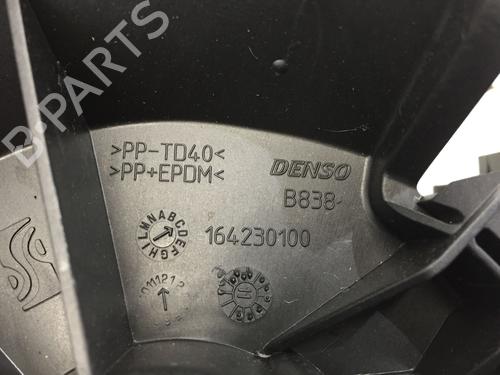 B-PARTS
>PP-TD40<
>PP+EPDM<
DENSO
B838-
164230100